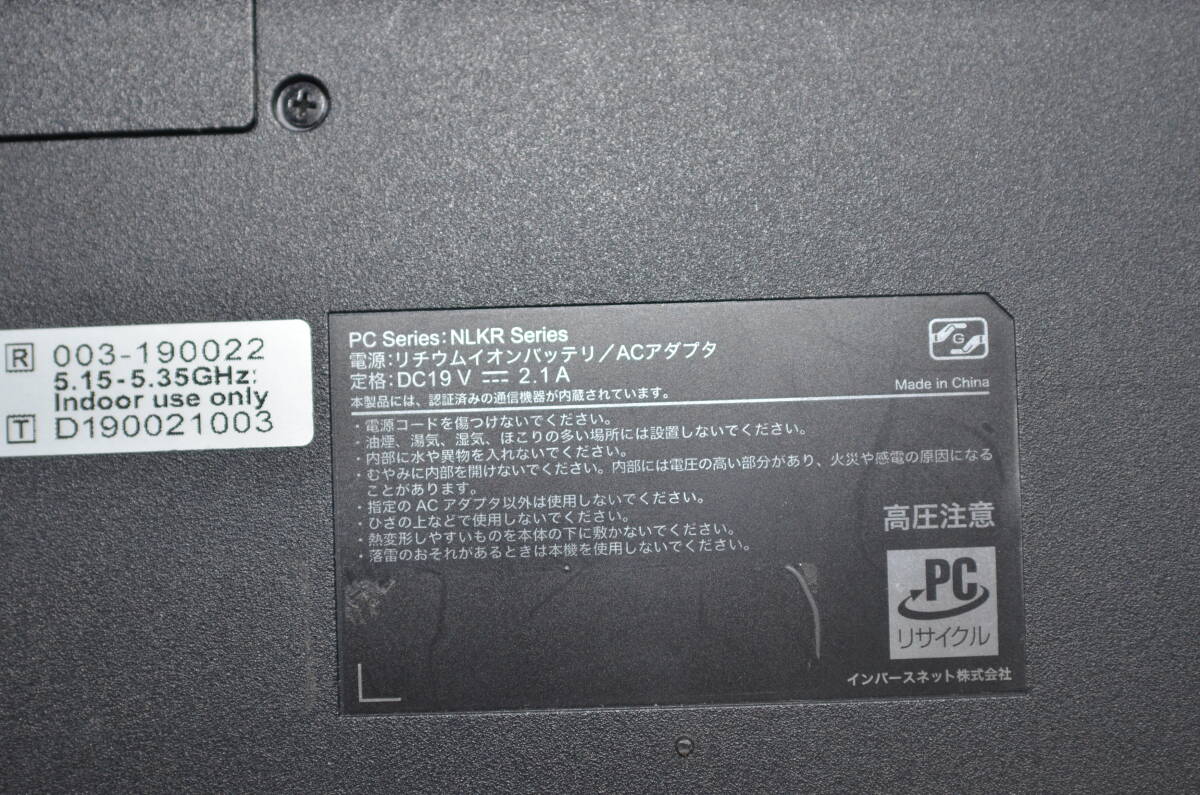 R 003-190022
5.15-5.35GHz:
Indoor use only
T D190021003
PC Series: NLKR Series
電源:リチウムイオンバッテリ/ACアダプタ
定格:DC19V ⎓ 2.1A
本製品には、認証済みの通信機器が内蔵されています。
G
Made in China
・電源コードを傷つけないでください。
・油煙、湯気、湿気、ほこりの多い場所には設置しないでください。
・内部に水や異物を入れないでください。
・むやみに内部を開けないでください。内部には電圧の高い部分があり、火災や感電の原因になる
ことがあります。
・指定の AC アダプタ以外は使用しないでください。
・ひざの上などで使用しないでください。
・熱変形しやすいものを本体の下に敷かないでください。
・落雷のおそれがあるときは本機を使用しないでください。
高圧注意
PC
リサイクル
インバースネット株式会社